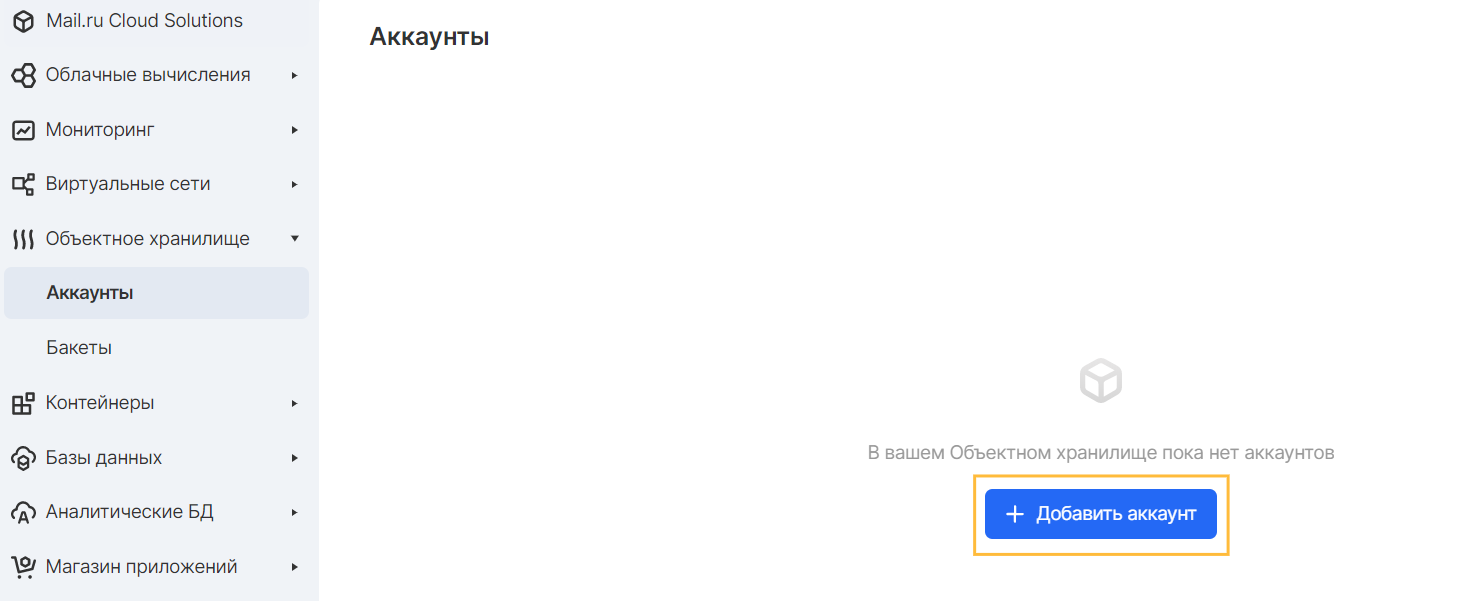 Mail.ru Cloud Solutions
Облачные вычисления
Мониторинг
Виртуальные сети
Объектное хранилище
Аккаунты
Бакеты
Контейнеры
Базы данных
Аналитические БД
Магазин приложений
Аккаунты
В вашем Объектном хранилище пока нет аккаунтов
Добавить аккаунт